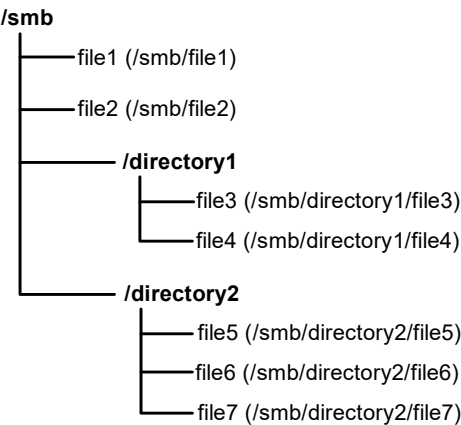 /smb
file1 (/smb/file1)
file2 (/smb/file2)
/directory1
file3 (/smb/directory1/file3)
file4 (/smb/directory1/file4)
/directory2
file5 (/smb/directory2/file5)
file6 (/smb/directory2/file6)
file7 (/smb/directory2/file7)